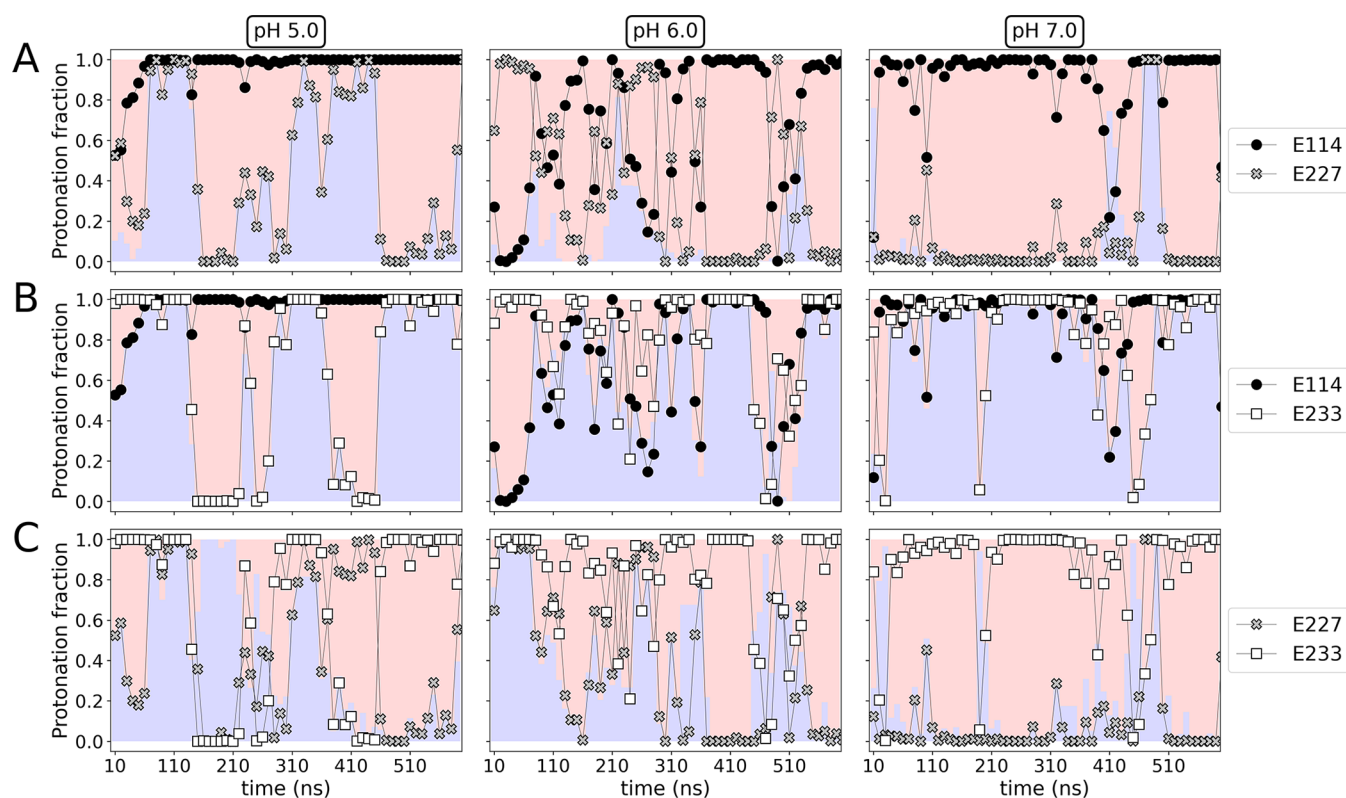 pH 5.0 pH 6.0 pH 7.0
A
Protonation fraction
1.0
0.8
0.6
0.4
0.2
0.0
E114
E227
B
Protonation fraction
1.0
0.8
0.6
0.4
0.2
0.0
E114
E233
C
Protonation fraction
1.0
0.8
0.6
0.4
0.2
0.0
E227
E233
10 110 210 310 410 510 10 110 210 310 410 510 10 110 210 310 410 510
time (ns) time (ns) time (ns)